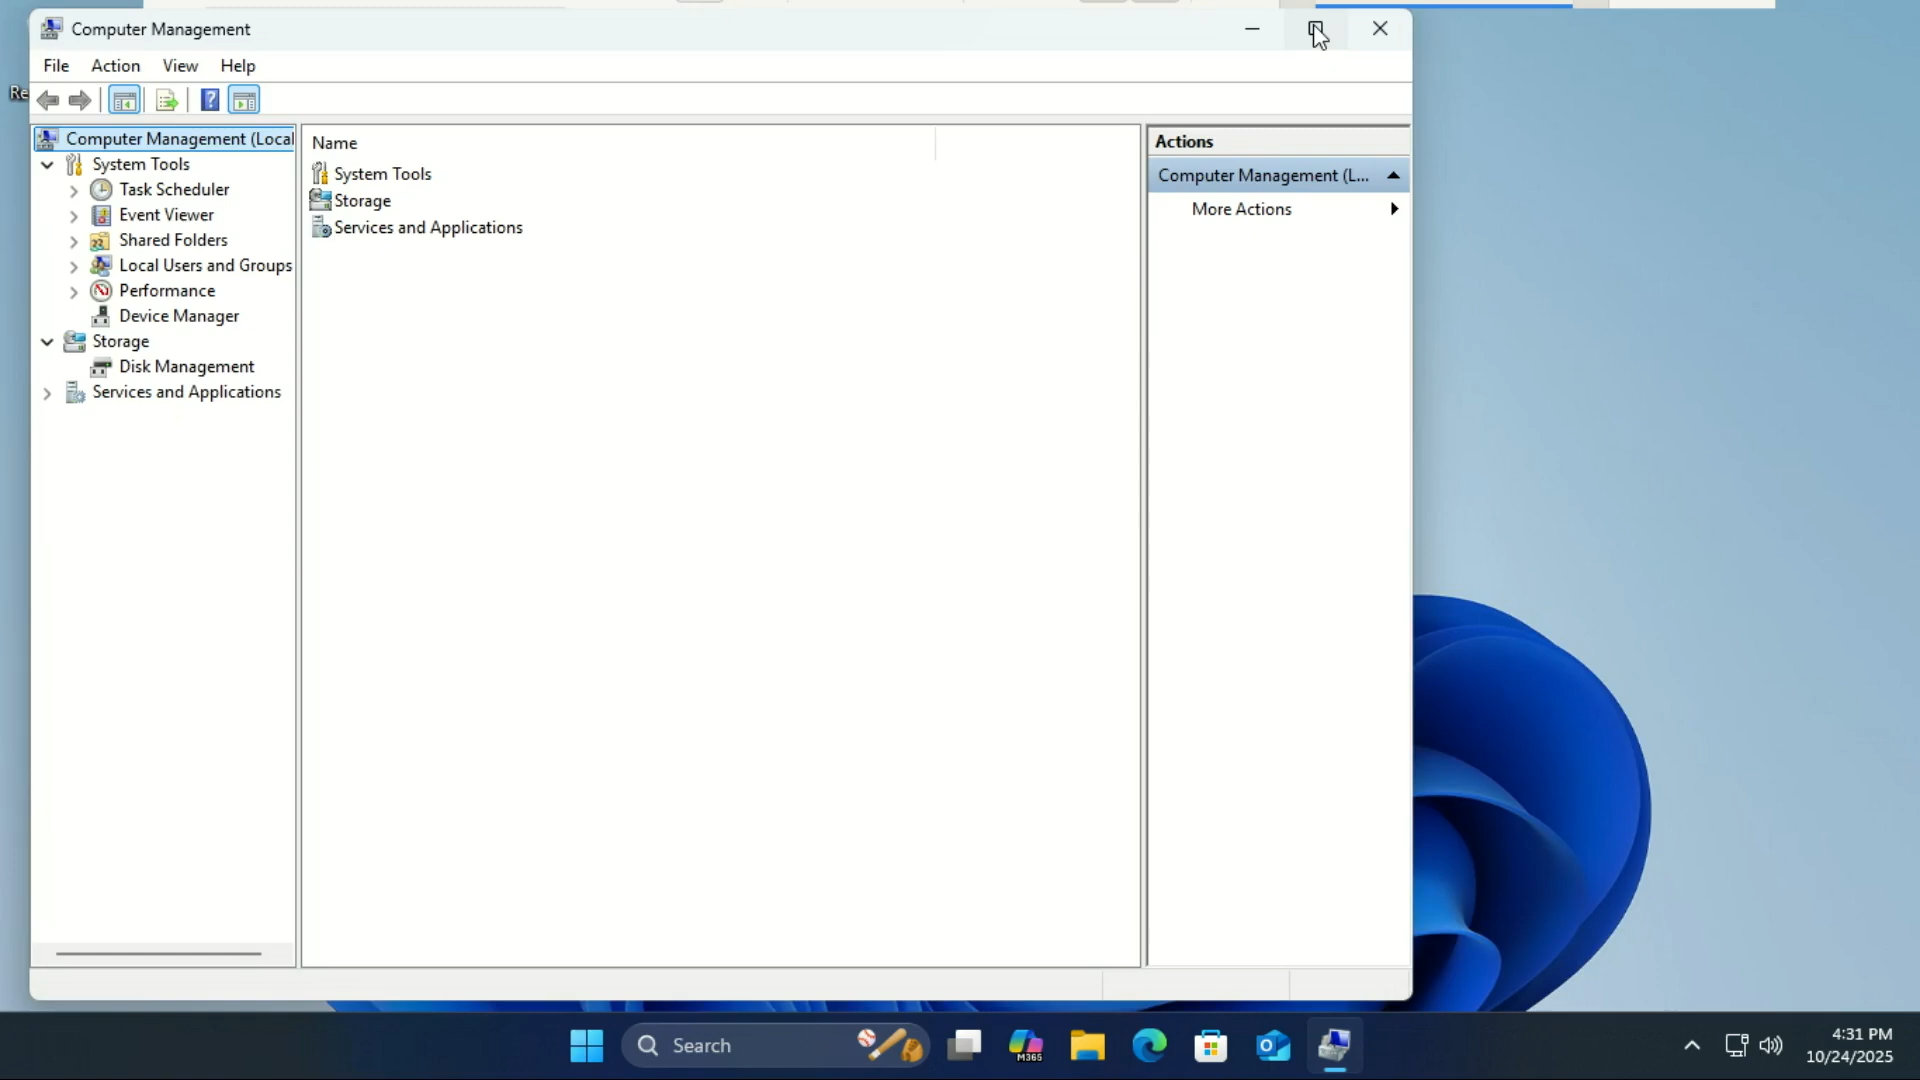 Computer Management
File Action View Help
Re
Computer Management (Local
System Tools
Task Scheduler
Event Viewer
Shared Folders
Local Users and Groups
Performance
Device Manager
Storage
Disk Management
Services and Applications
Name
System Tools
Storage
Services and Applications
Actions
Computer Management (L...
More Actions
Search
M365
4:31 PM
10/24/2025